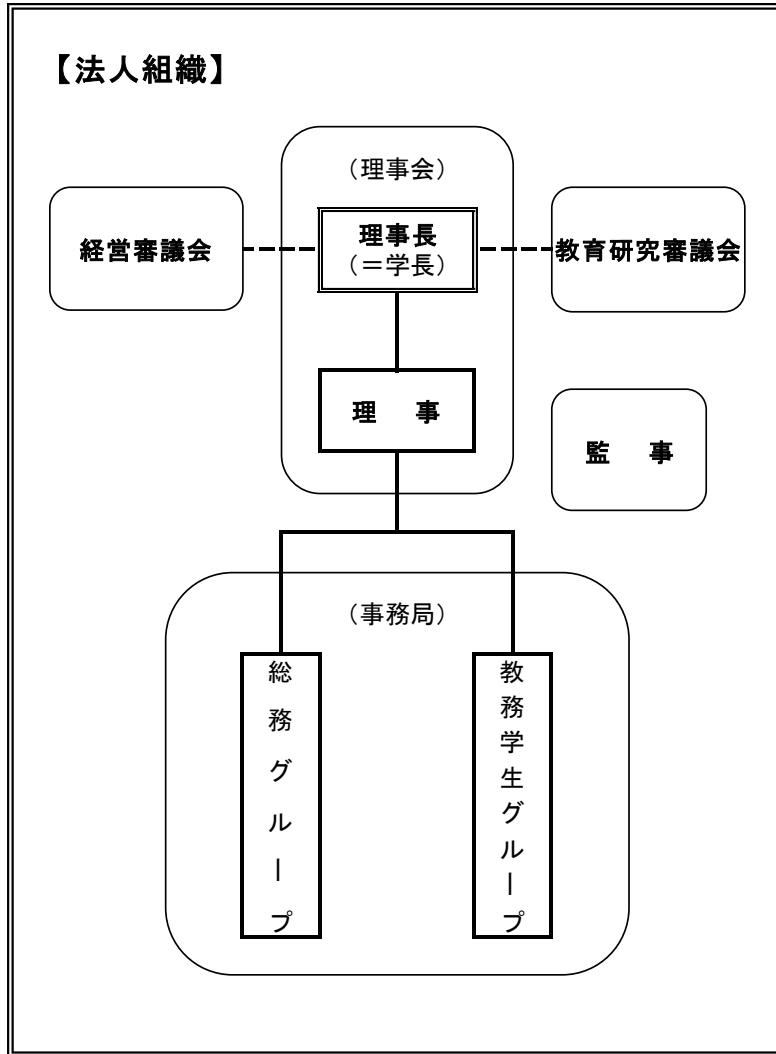 【法人組織】
（理事会）
経営審議会
理事長
（＝学長）
教育研究審議会
理　事
監　事
（事務局）
総務グループ
教務学生グループ